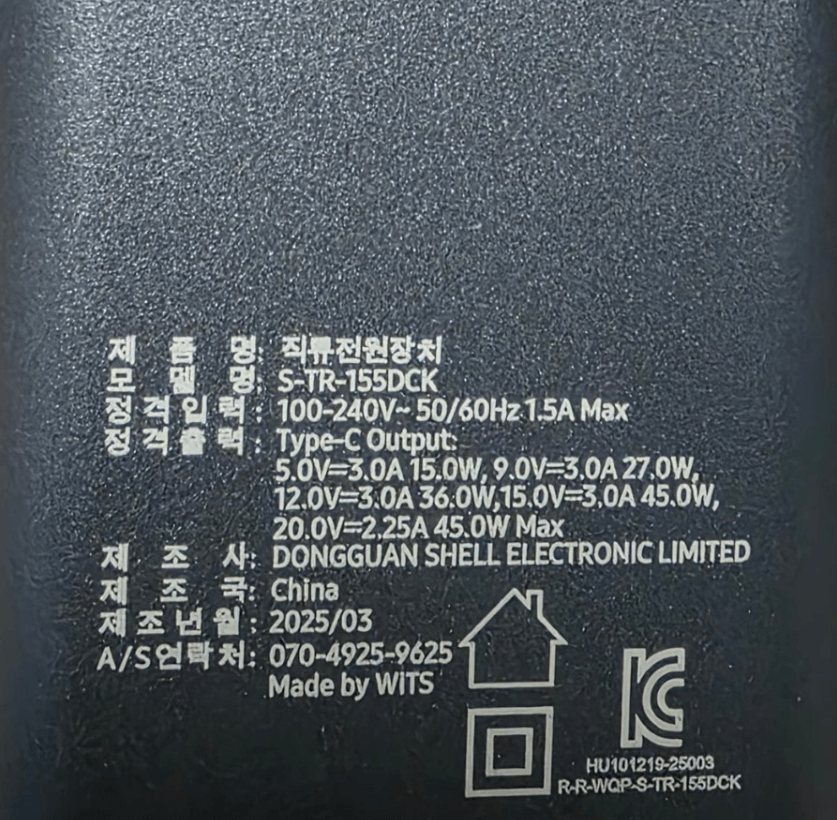 제 품 명: 직류전원장치
모 델 명: S-TR-155DCK
정격입력: 100-240V~ 50/60Hz 1.5A Max
정격출력: Type-C Output:
5.0V=3.0A 15.0W, 9.0V=3.0A 27.0W,
12.0V=3.0A 36.0W,15.0V=3.0A 45.0W,
20.0V=2.25A 45.0W Max
제 조 사: DONGGUAN SHELL ELECTRONIC LIMITED
제 조 국: China
제조년월: 2025/03
A/S연락처: 070-4925-9625
Made by WiTS
HU101219-25003
R-R-WQP-S-TR-155DCK